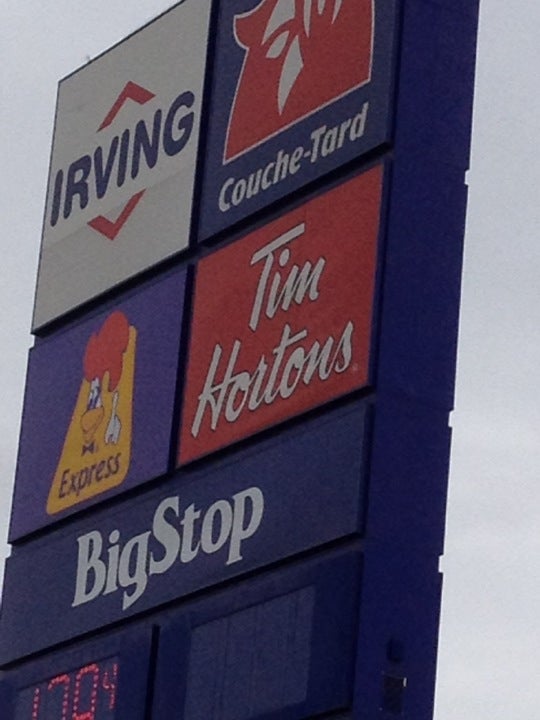 IRVING
Couche-Tard
Tim
Hortons
Express
BigStop